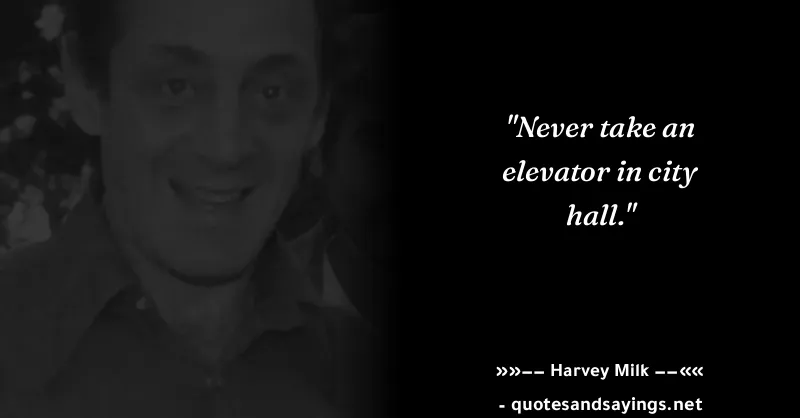 "Never take an
elevator in city
hall."
»»−− Harvey Milk −−««
- quotesandsayings.net